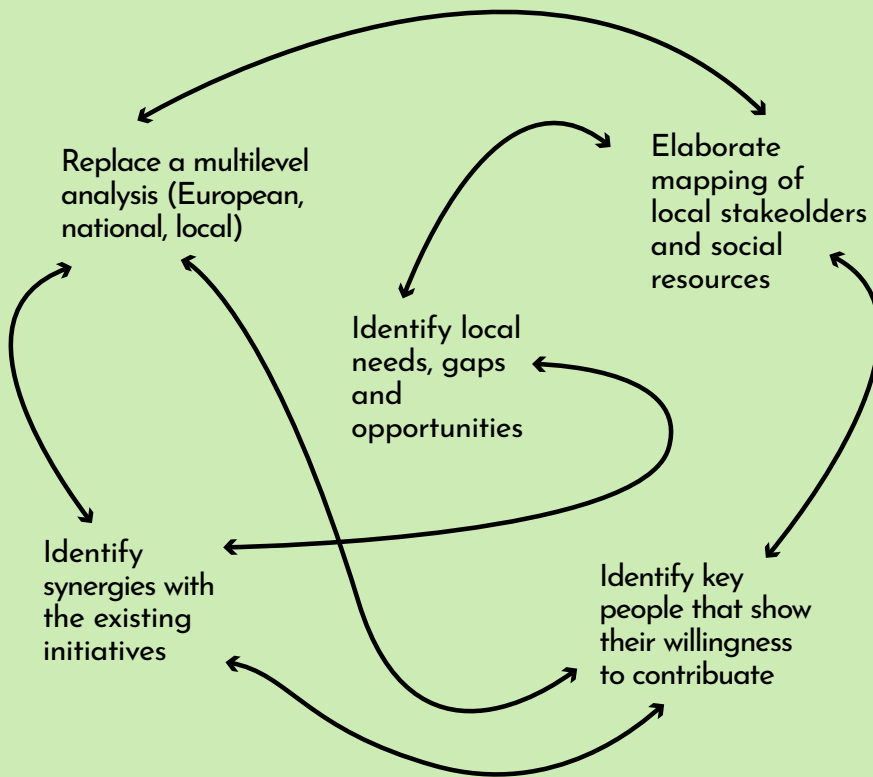 Replace a multilevel
analysis (European,
national, local)
Elaborate
mapping of
local stakeolders
and social
resources
Identify local
needs, gaps
and
opportunities
Identify
synergies with
the existing
initiatives
Identify key
people that show
their willingness
to contribuate